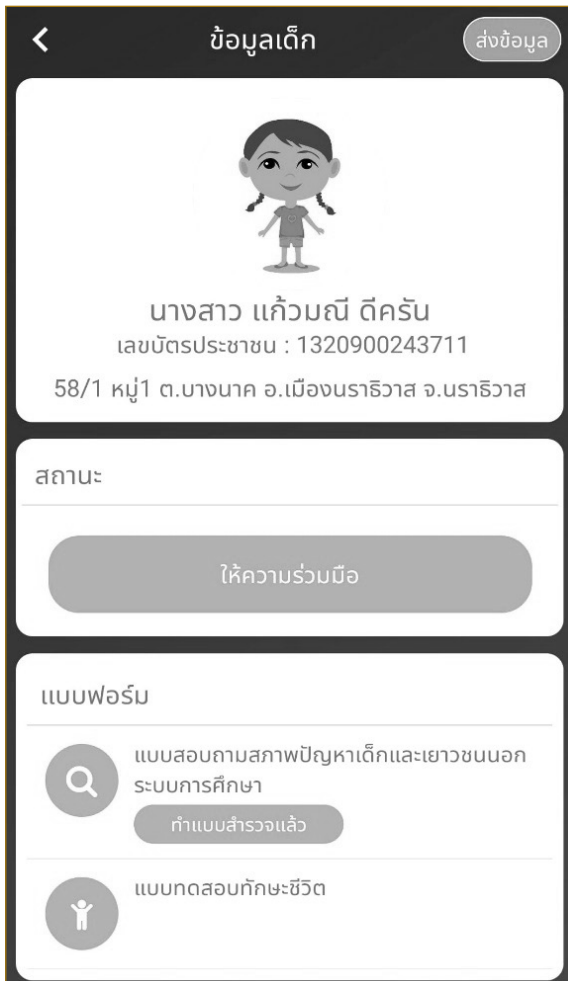 ข้อมูลเด็ก
ส่งข้อมูล
นางสาว แก้วมณี ดีครัน
เลขบัตรประชาชน : 1320900243711
58/1 หมู่1 ต.บางนาค อ.เมืองนราธิวาส จ.นราธิวาส
สถานะ
ให้ความร่วมมือ
แบบฟอร์ม
แบบสอบถามสภาพปัญหาเด็กและเยาวชนนอก
ระบบการศึกษา
ทำแบบสำรวจแล้ว
แบบทดสอบทักษะชีวิต